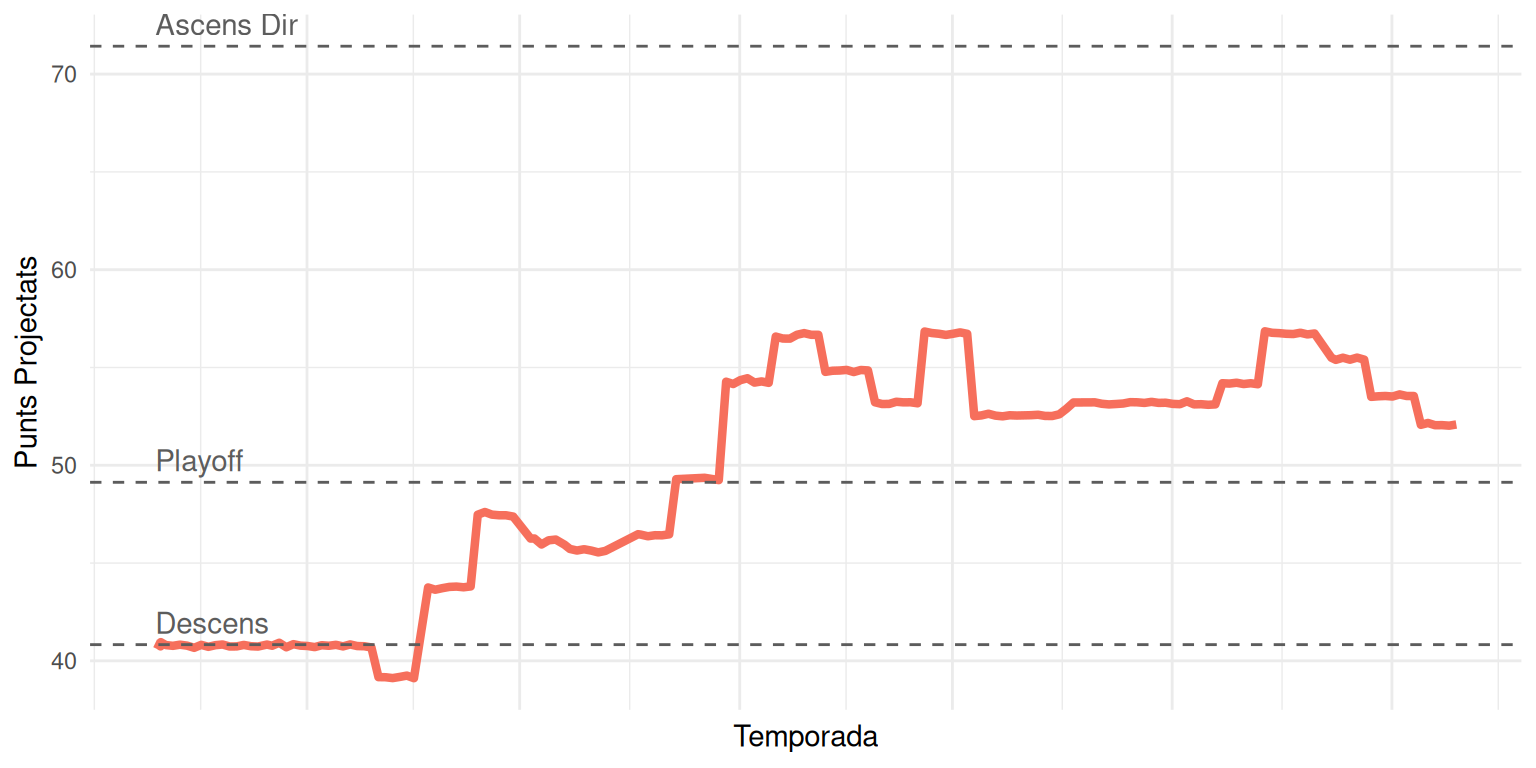 Ascens Dir
70
60
Punts Projectats
Playoff
50
Descens
40
Temporada